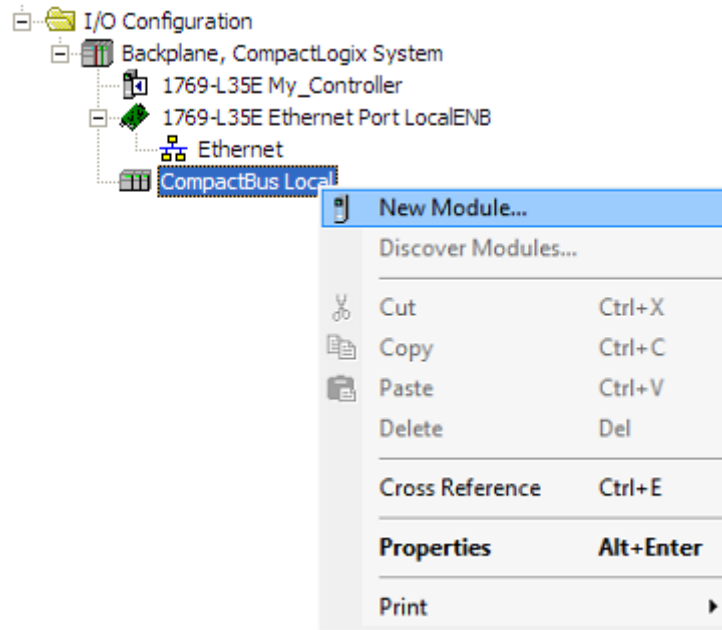 I/O Configuration
Backplane, CompactLogix System
1769-L35E My_Controller
1769-L35E Ethernet Port LocalENB
Ethernet
CompactBus Local
New Module...
Discover Modules...
Cut Ctrl+X
Copy Ctrl+C
Paste Ctrl+V
Delete Del
Cross Reference Ctrl+E
Properties Alt+Enter
Print